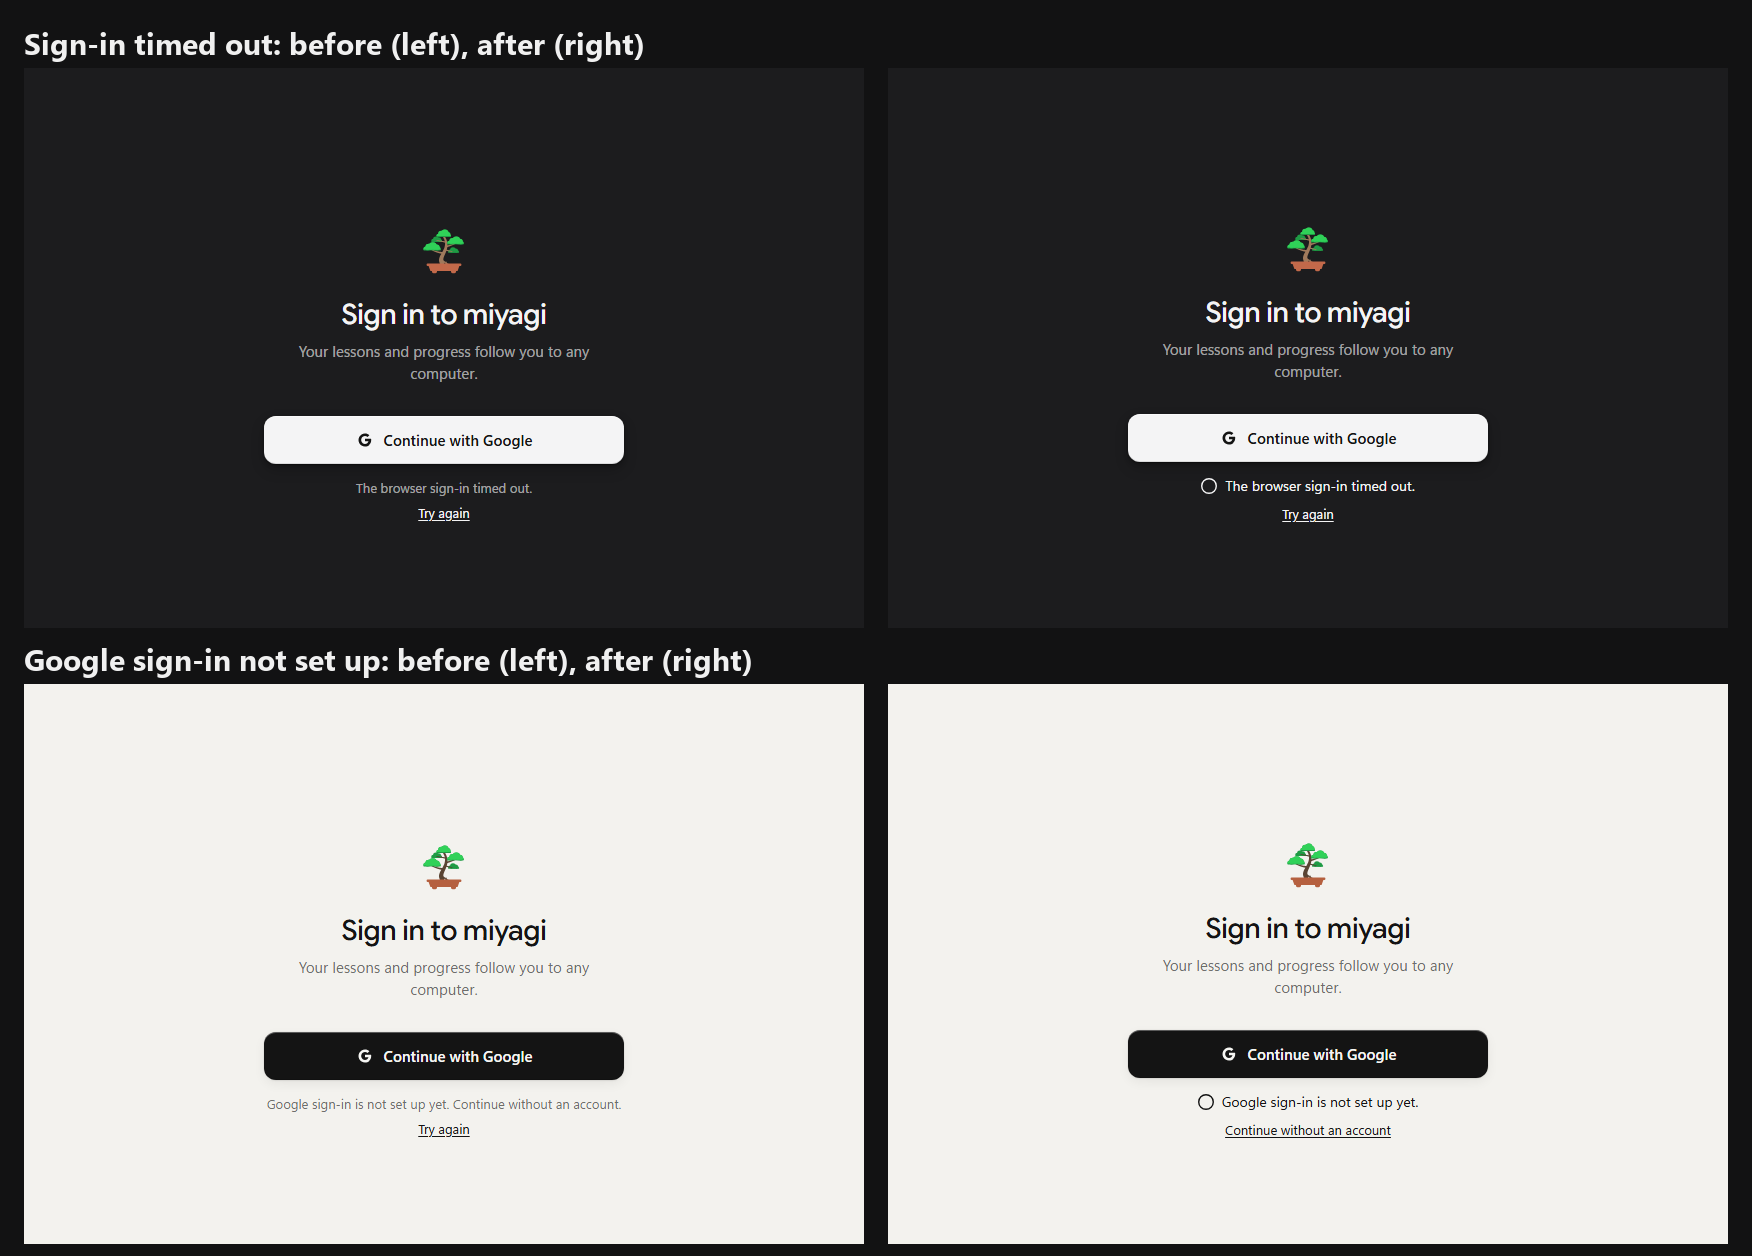 Sign-in timed out: before (left), after (right)
Sign in to miyagi
Your lessons and progress follow you to any
computer.
G Continue with Google
The browser sign-in timed out.
Try again
Sign in to miyagi
Your lessons and progress follow you to any
computer.
G Continue with Google
The browser sign-in timed out.
Try again
Google sign-in not set up: before (left), after (right)
Sign in to miyagi
Your lessons and progress follow you to any
computer.
G Continue with Google
Google sign-in is not set up yet. Continue without an account.
Try again
Sign in to miyagi
Your lessons and progress follow you to any
computer.
G Continue with Google
Google sign-in is not set up yet.
Continue without an account